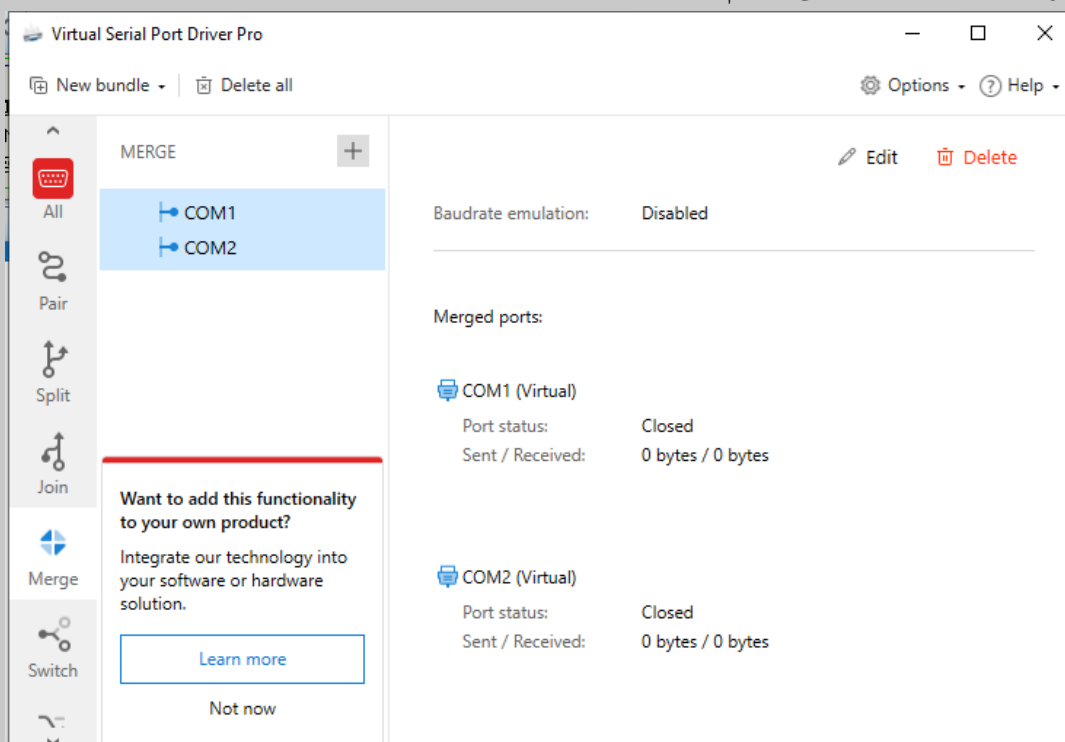 Virtual Serial Port Driver Pro
New bundle
Delete all
Options
? Help
All
Pair
Split
Join
Merge
Switch
MERGE
COM1
COM2
Want to add this functionality
to your own product?
Integrate our technology into
your software or hardware
solution.
Learn more
Not now
Edit
Delete
Baudrate emulation: Disabled
Merged ports:
COM1 (Virtual)
Port status: Closed
Sent / Received: 0 bytes / 0 bytes
COM2 (Virtual)
Port status: Closed
Sent / Received: 0 bytes / 0 bytes